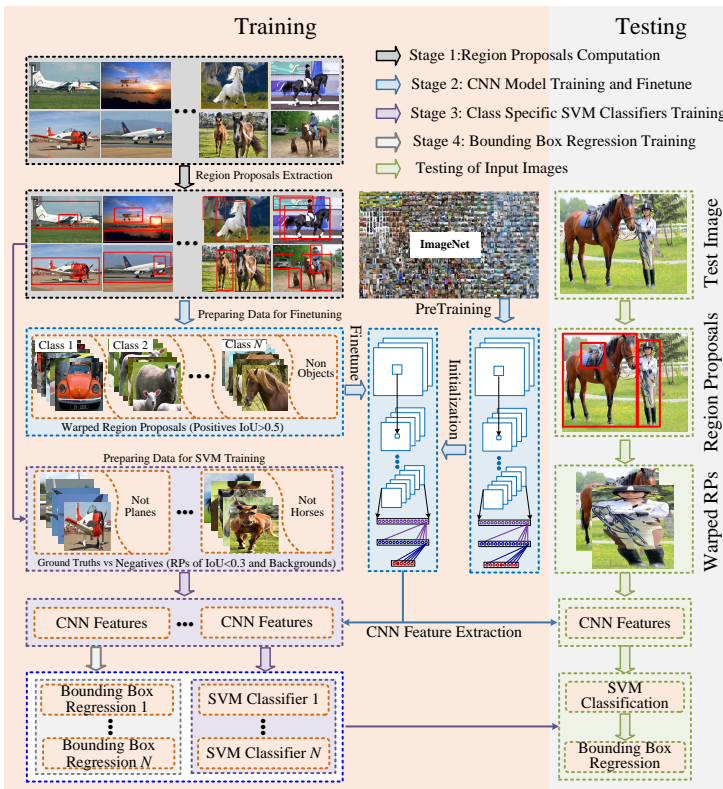 Training
Testing
Stage 1:Region Proposals Computation
Stage 2: CNN Model Training and Finetune
Stage 3: Class Specific SVM Classifiers Training
Stage 4: Bounding Box Regression Training
Testing of Input Images
Region Proposals Extraction
ImageNet
Test Image
Preparing Data for Finetuning
PreTraining
Class 1
Class 2
Class N
Non
Objects
Warped Region Proposals (Positives IoU>0.5)
Finetune
Initialization
Region Proposals
Preparing Data for SVM Training
Not
Planes
Not
Horses
Ground Truths vs Negatives (RPs of IoU<0.3 and Backgrounds)
Warped RPs
CNN Features
CNN Features
CNN Feature Extraction
CNN Features
Bounding Box
Regression 1
Bounding Box
Regression N
SVM Classifier 1
SVM Classifier N
SVM
Classification
Bounding Box
Regression